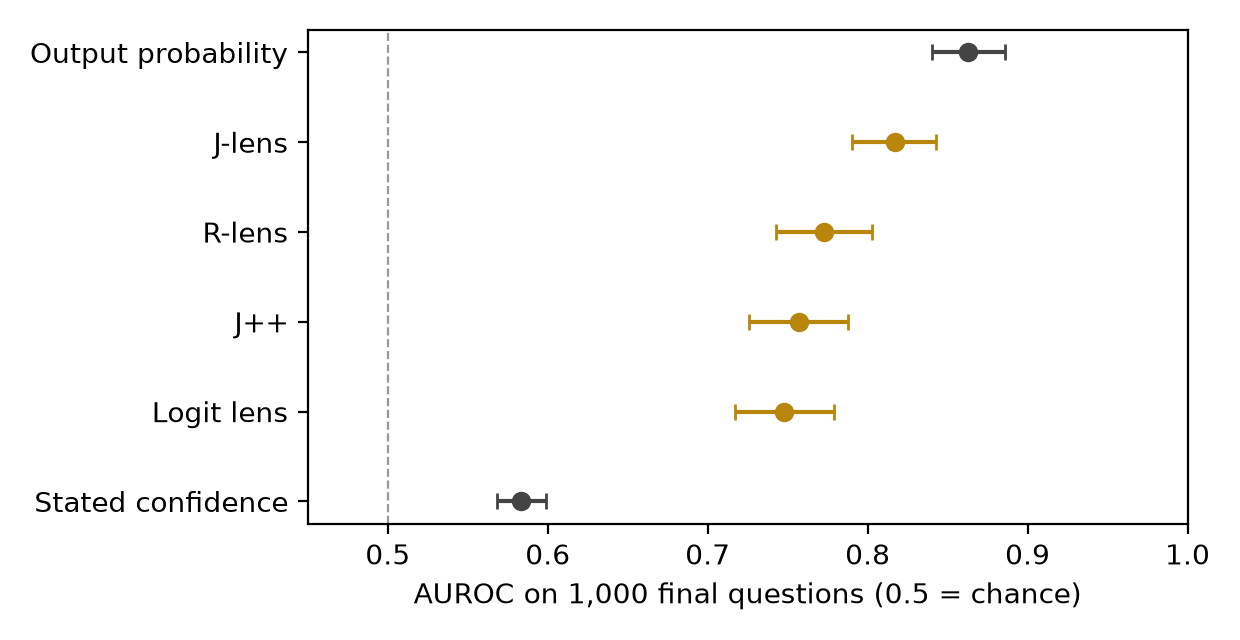 Output probability
J-lens
R-lens
J++
Logit lens
Stated confidence
0.5 0.6 0.7 0.8 0.9 1.0
AUROC on 1,000 final questions (0.5 = chance)